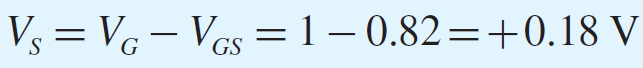 V_S = V_G − V_GS = 1 − 0.82 = +0.18 V